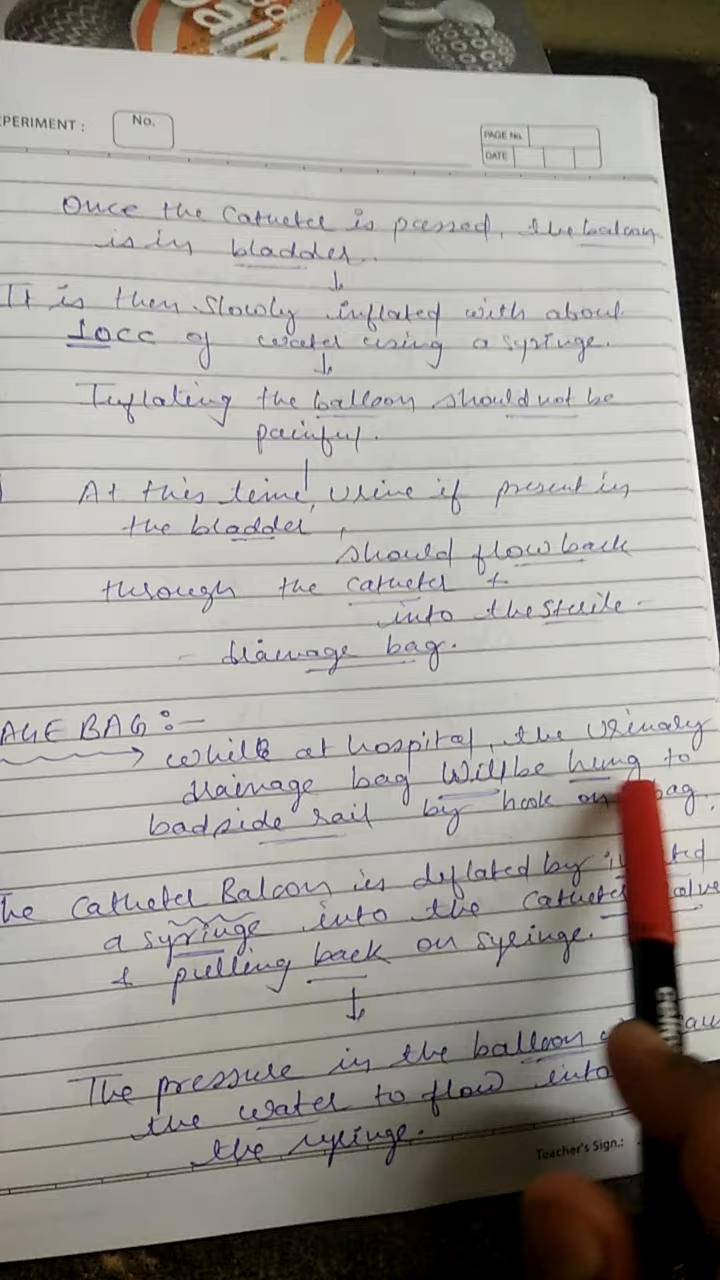 EXPERIMENT :
No.
PAGE No.
DATE
Once the Catheter is passed, the baloon
is in bladder.
It is then slowly inflated with about
10cc of water using a syringe.
Inflating the balloon should not be
painful.
At this time, urine if present in
the bladder,
should flow back
through the catheter +
into the sterile -
- drainage bag.
AGE BAG :-
while at hospital, the urinary
drainage bag will be hung to
badside rail by hook on bag.
The Catheter Baloon is deflated by
a syringe into the Catheter
& pulling back on syringe.
The pressure in the balloon
the water to flow into
the syringe.
Teacher's Sign.: